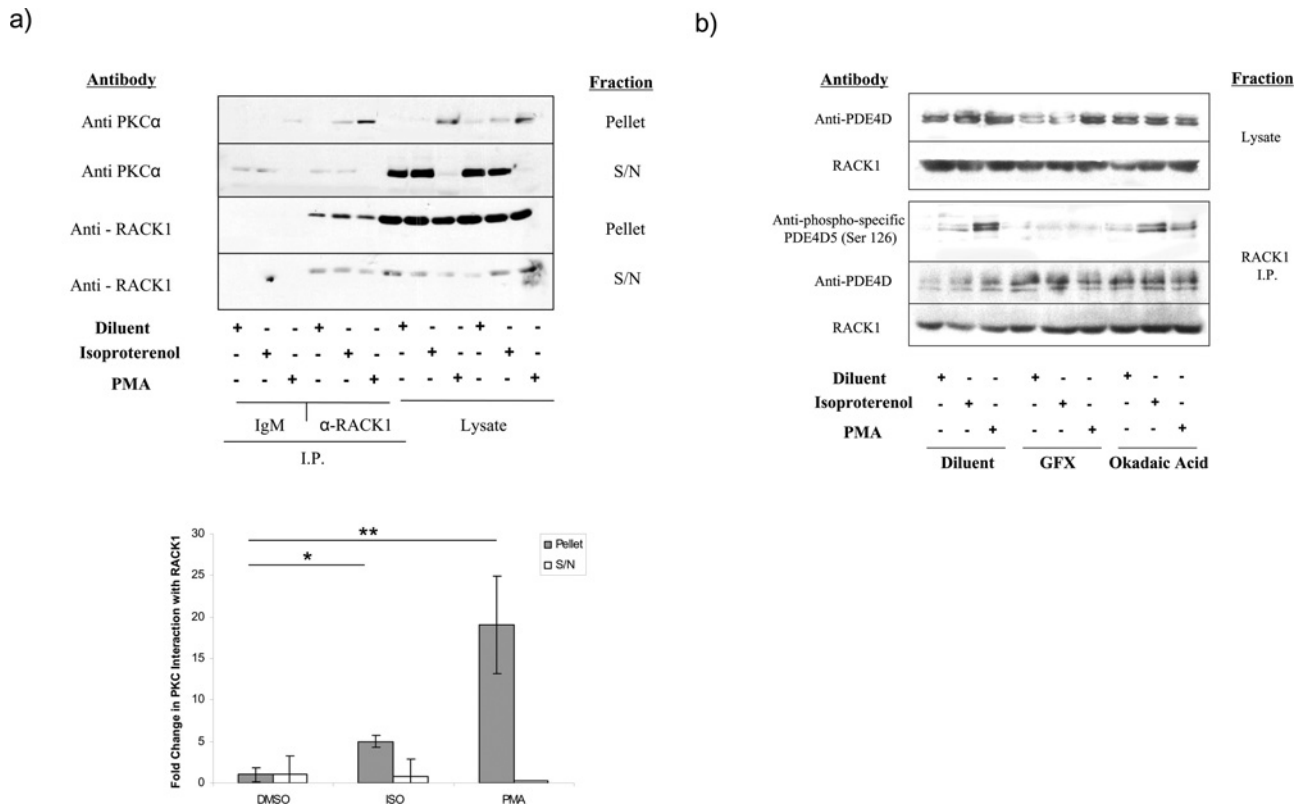 a)
Antibody
Fraction
Anti PKCα
Pellet
Anti PKCα
S/N
Anti - RACK1
Pellet
Anti - RACK1
S/N
Diluent + - - + - - + - - + - -
Isoproterenol - + - - + - - + - - + -
PMA - - + - - + - - + - - +
IgM α-RACK1 Lysate
I.P.
Fold Change in PKC Interaction with RACK1
30
25
20
15
10
5
0
**
*
Pellet
S/N
DMSO ISO PMA
b)
Antibody
Fraction
Anti-PDE4D
Lysate
RACK1
Anti-phospho-specific
PDE4D5 (Ser 126)
RACK1
I.P.
Anti-PDE4D
RACK1
Diluent + - - + - - + - -
Isoproterenol - + - - + - - + -
PMA - - + - - + - - +
Diluent GFX Okadaic Acid